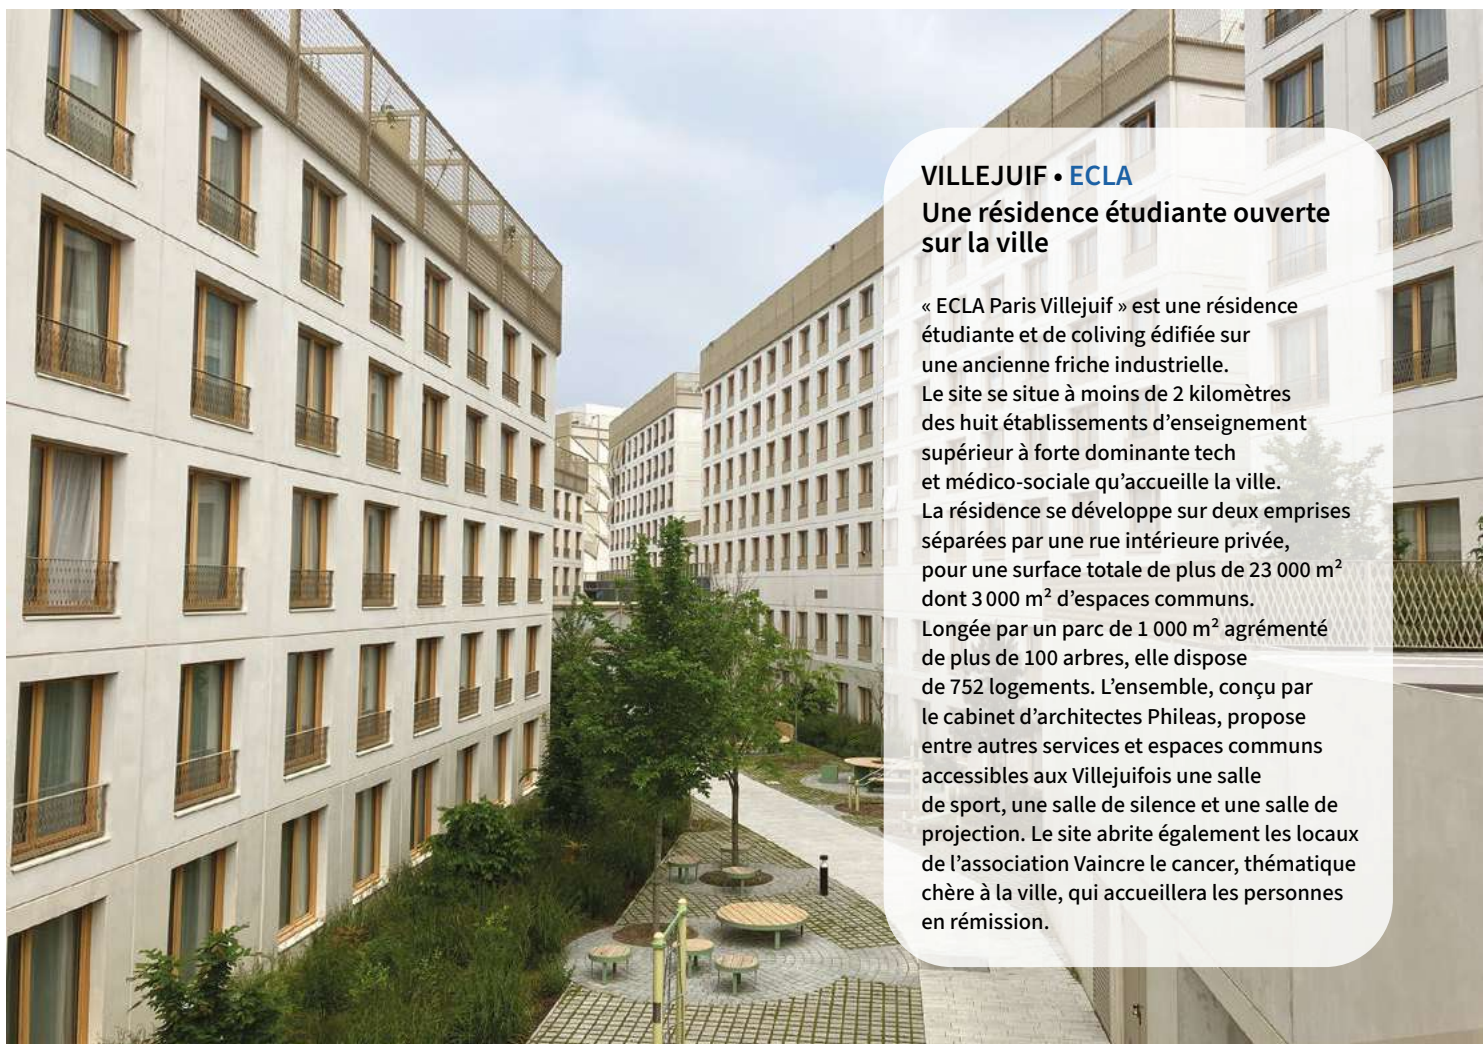 VILLEJUIF • ECLA
Une résidence étudiante ouverte
sur la ville
« ECLA Paris Villejuif » est une résidence
étudiante et de coliving édifiée sur
une ancienne friche industrielle.
Le site se situe à moins de 2 kilomètres
des huit établissements d’enseignement
supérieur à forte dominante tech
et médico-sociale qu’accueille la ville.
La résidence se développe sur deux emprises
séparées par une rue intérieure privée,
pour une surface totale de plus de 23 000 m²
dont 3 000 m² d’espaces communs.
Longée par un parc de 1 000 m² agrémenté
de plus de 100 arbres, elle dispose
de 752 logements. L’ensemble, conçu par
le cabinet d’architectes Phileas, propose
entre autres services et espaces communs
accessibles aux Villejuifois une salle
de sport, une salle de silence et une salle de
projection. Le site abrite également les locaux
de l’association Vaincre le cancer, thématique
chère à la ville, qui accueillera les personnes
en rémission.